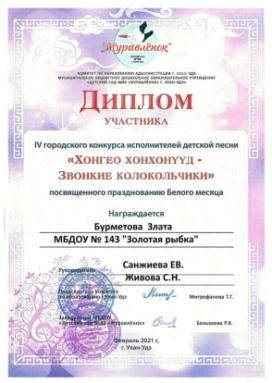 "Журавлёнок"
КОМИТЕТ ПО ОБРАЗОВАНИЮ АДМИНИСТРАЦИИ Г. УЛАН-УДЭ
МУНИЦИПАЛЬНОЕ БЮДЖЕТНОЕ ДОШКОЛЬНОЕ ОБРАЗОВАТЕЛЬНОЕ УЧРЕЖДЕНИЕ
ДИПЛОМ
УЧАСТНИКА
IV городского конкурса исполнителей детской песни
«ХОНГЕО ХОНХОНУУД -
ЗВОНКИЕ КОЛОКОЛЬЧИКИ»
посвященного празднованию Белого месяца
Награждается
Бурметова Злата
МБДОУ № 143 "Золотая рыбка"
Санжиева ЕВ.
Руководитель
Живова С.Н.
Митрофанова Т.Г.
Февраль 2021 г.
г. Улан-Удэ